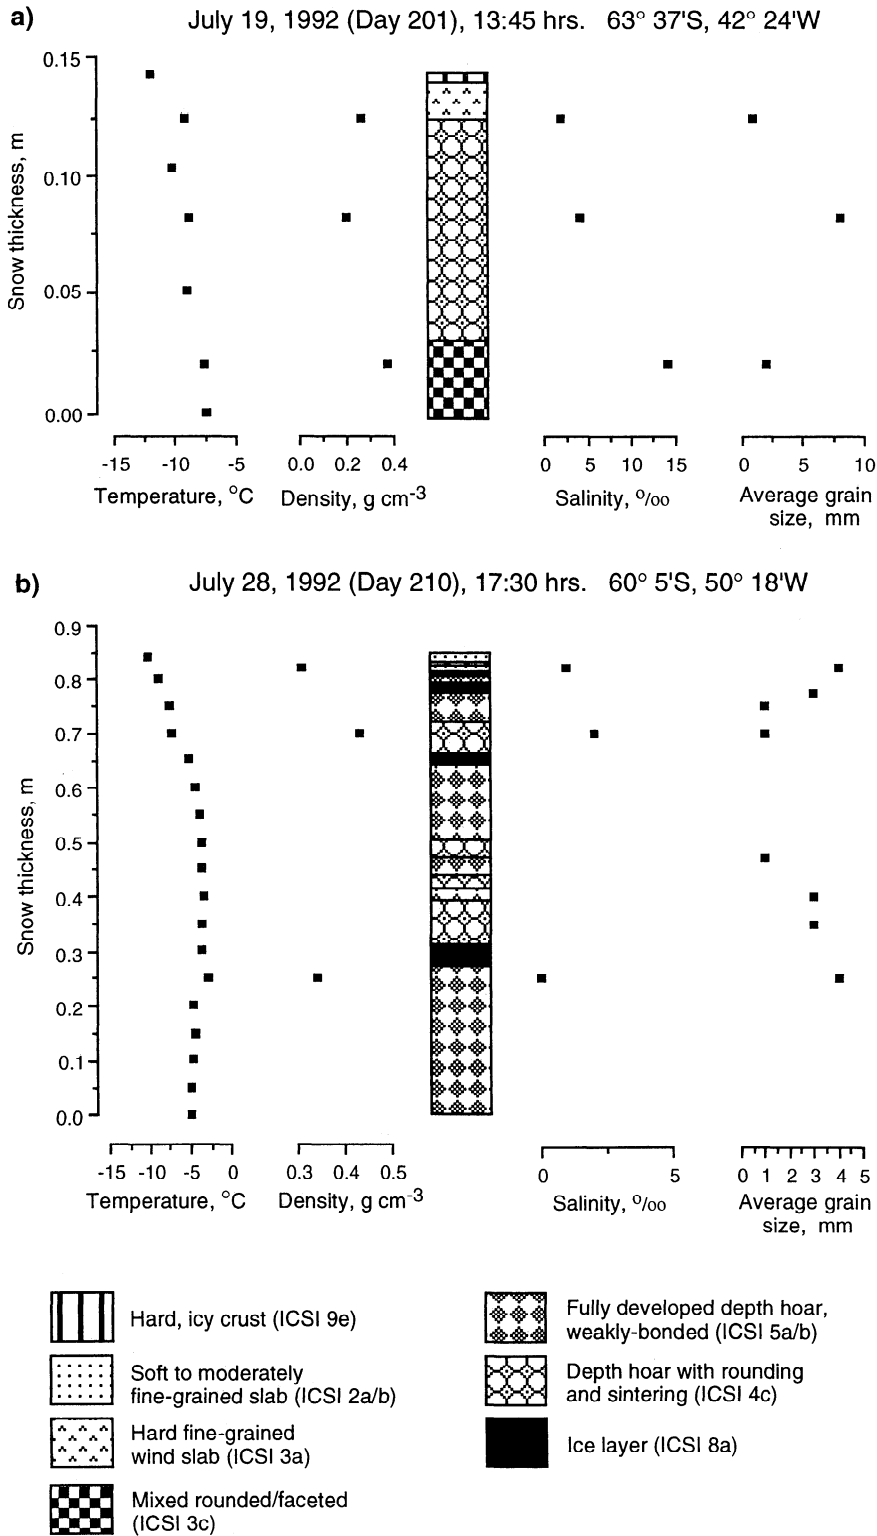 a)
July 19, 1992 (Day 201), 13:45 hrs. 63° 37'S, 42° 24'W
0.15
0.10
0.05
0.00
Snow thickness, m
-15 -10 -5
0.0 0.2 0.4
0 5 10 15
0 5 10
Temperature, °C
Density, g cm-3
Salinity, o/oo
Average grain
size, mm
b)
July 28, 1992 (Day 210), 17:30 hrs. 60° 5'S, 50° 18'W
0.9
0.8
0.7
0.6
0.5
0.4
0.3
0.2
0.1
0.0
Snow thickness, m
-15 -10 -5 0
0.3 0.4 0.5
0 5
0 1 2 3 4 5
Temperature, °C
Density, g cm-3
Salinity, o/oo
Average grain
size, mm
Hard, icy crust (ICSI 9e)
Soft to moderately
fine-grained slab (ICSI 2a/b)
Hard fine-grained
wind slab (ICSI 3a)
Mixed rounded/faceted
(ICSI 3c)
Fully developed depth hoar,
weakly-bonded (ICSI 5a/b)
Depth hoar with rounding
and sintering (ICSI 4c)
Ice layer (ICSI 8a)